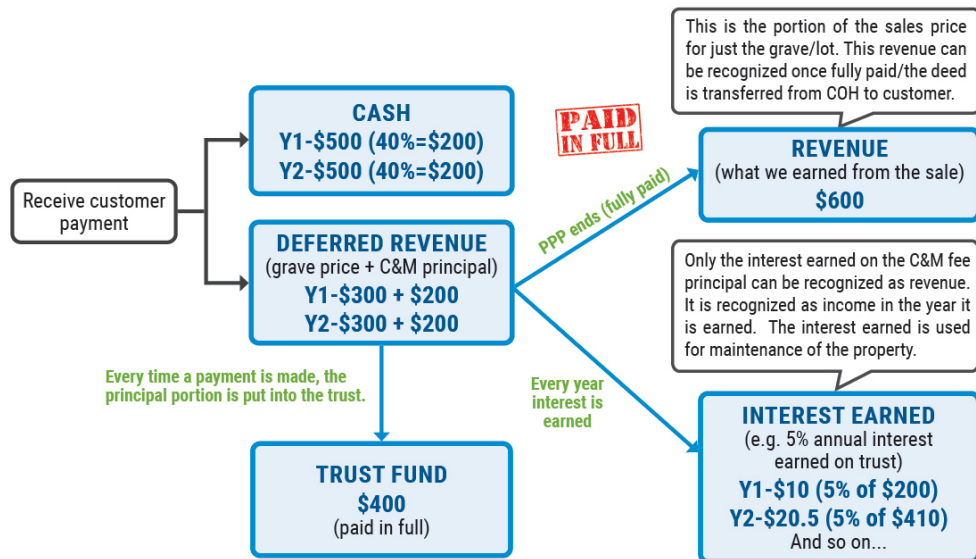 Receive customer
payment
CASH
Y1-$500 (40%=$200)
Y2-$500 (40%=$200)
DEFERRED REVENUE
(grave price + C&M principal)
Y1-$300 + $200
Y2-$300 + $200
Every time a payment is made, the
principal portion is put into the trust.
TRUST FUND
$400
(paid in full)
PAID
IN FULL
PPP ends (fully paid)
This is the portion of the sales price
for just the grave/lot. This revenue can
be recognized once fully paid/the deed
is transferred from COH to customer.
REVENUE
(what we earned from the sale)
$600
Every year
interest is
earned
Only the interest earned on the C&M fee
principal can be recognized as revenue.
It is recognized as income in the year it
is earned.  The interest earned is used
for maintenance of the property.
INTEREST EARNED
(e.g. 5% annual interest
earned on trust)
Y1-$10 (5% of $200)
Y2-$20.5 (5% of $410)
And so on...